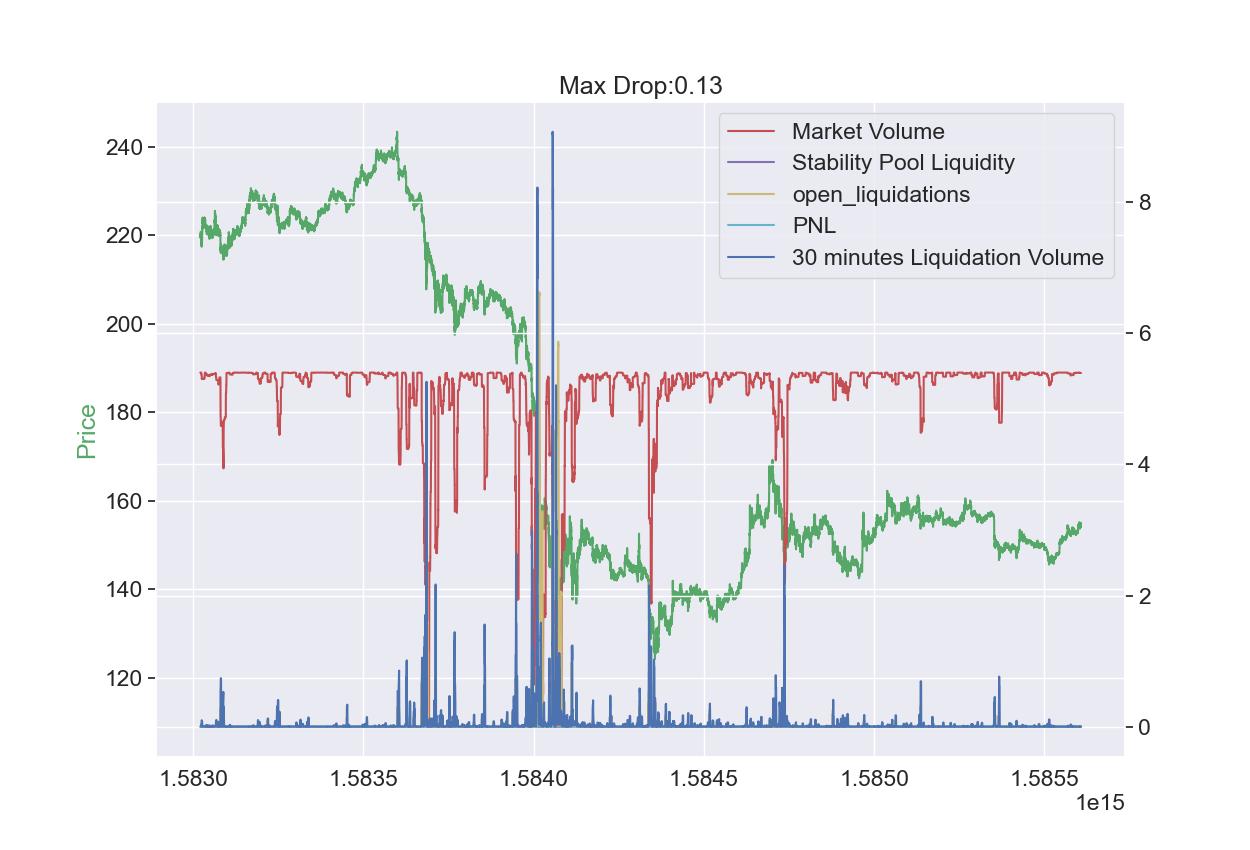 Max Drop:0.13
Market Volume
Stability Pool Liquidity
open_liquidations
PNL
30 minutes Liquidation Volume
Price
240
220
200
180
160
140
120
8
6
4
2
0
1.5830 1.5835 1.5840 1.5845 1.5850 1.5855
1e15